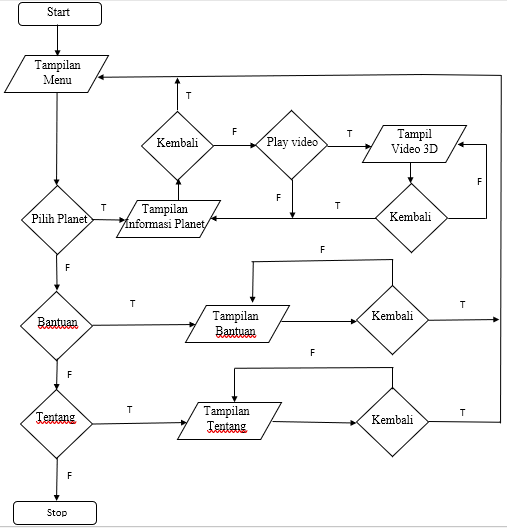 Start
Tampilan
Menu
T
Kembali
F
Play video
T
Tampil
Video 3D
F
Pilih Planet
T
Tampilan
Informasi Planet
F
T
Kembali
F
F
Bantuan
T
Tampilan
Bantuan
Kembali
T
F
F
Tentang
T
Tampilan
Tentang
Kembali
T
F
Stop